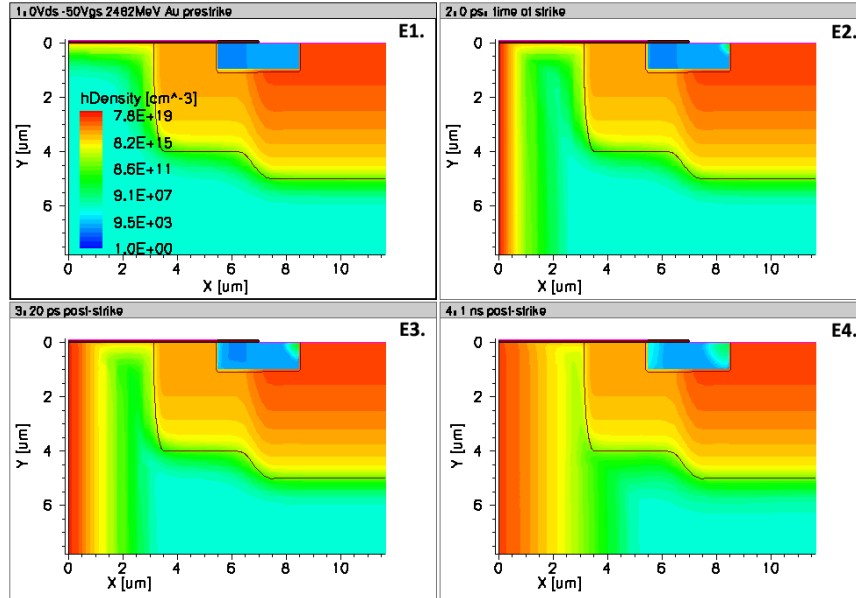 1: 0Vds -50Vgs 2482MeV Au prestrike
E1.
0
2
4
6
Y [um]
hDensity [cm^-3]
7.8E+19
8.2E+15
8.6E+11
9.1E+07
9.5E+03
1.0E+00
0 2 4 6 8 10
X [um]
2: 0 ps: time of strike
E2.
0
2
4
6
Y [um]
0 2 4 6 8 10
X [um]
3: 20 ps post-strike
E3.
0
2
4
6
Y [um]
0 2 4 6 8 10
X [um]
4: 1 ns post-strike
E4.
0
2
4
6
Y [um]
0 2 4 6 8 10
X [um]